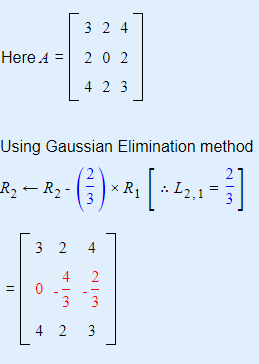 Here A = [ 3 2 4
2 0 2
4 2 3 ]
Using Gaussian Elimination method
R2 ← R2 - (2/3) × R1 [ ∴ L2,1 = 2/3 ]
= [ 3 2 4
0 -4/3 -2/3
4 2 3 ]